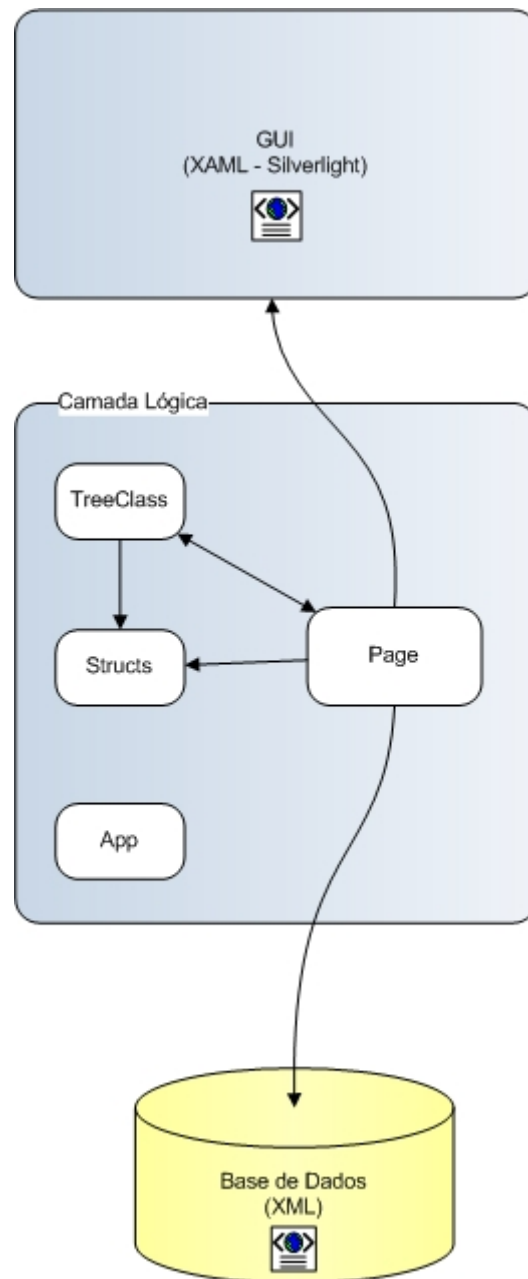 GUI
(XAML - Silverlight)
Camada Lógica
TreeClass
Structs
Page
App
Base de Dados
(XML)